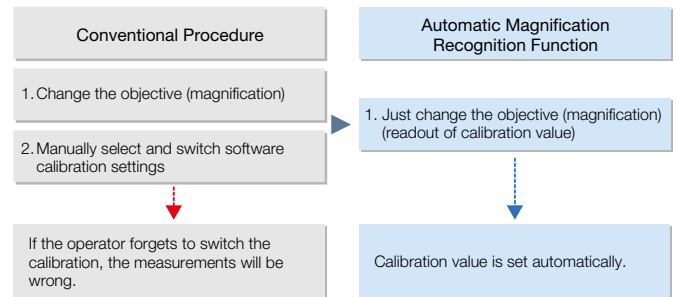 Conventional Procedure
Automatic Magnification
Recognition Function
1. Change the objective (magnification)
2. Manually select and switch software
calibration settings
1. Just change the objective (magnification)
(readout of calibration value)
If the operator forgets to switch the
calibration, the measurements will be
wrong.
Calibration value is set automatically.